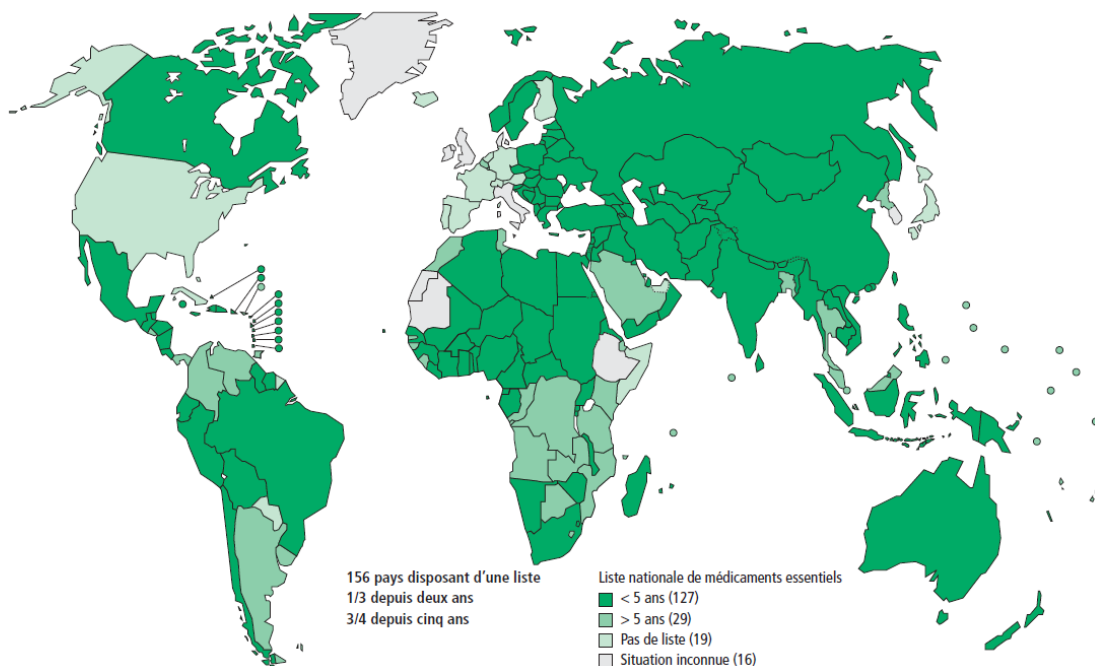 156 pays disposant d'une liste
1/3 depuis deux ans
3/4 depuis cinq ans
Liste nationale de médicaments essentiels
< 5 ans (127)
> 5 ans (29)
Pas de liste (19)
Situation inconnue (16)